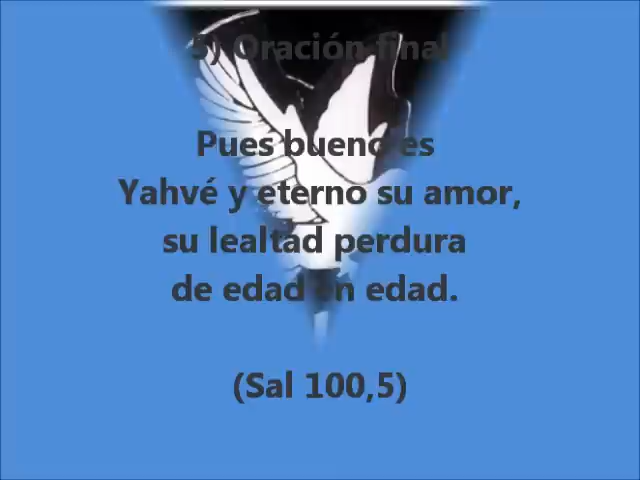 5) Oración final
Pues bueno es
Yahvé y eterno su amor,
su lealtad perdura
de edad en edad.
(Sal 100,5)